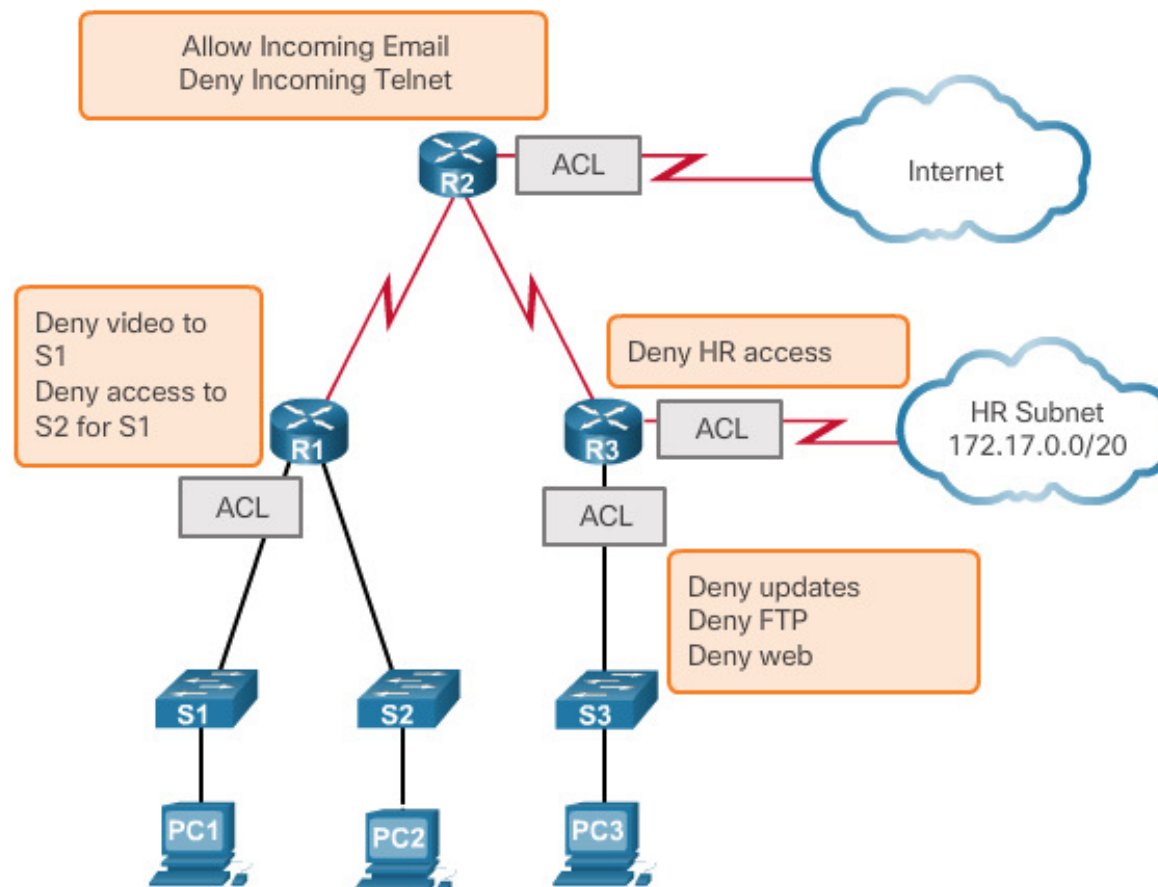 Allow Incoming Email
Deny Incoming Telnet
R2
ACL
Internet
Deny video to
S1
Deny access to
S2 for S1
Deny HR access
R1
R3
ACL
HR Subnet
172.17.0.0/20
ACL
ACL
Deny updates
Deny FTP
Deny web
S1
S2
S3
PC1
PC2
PC3